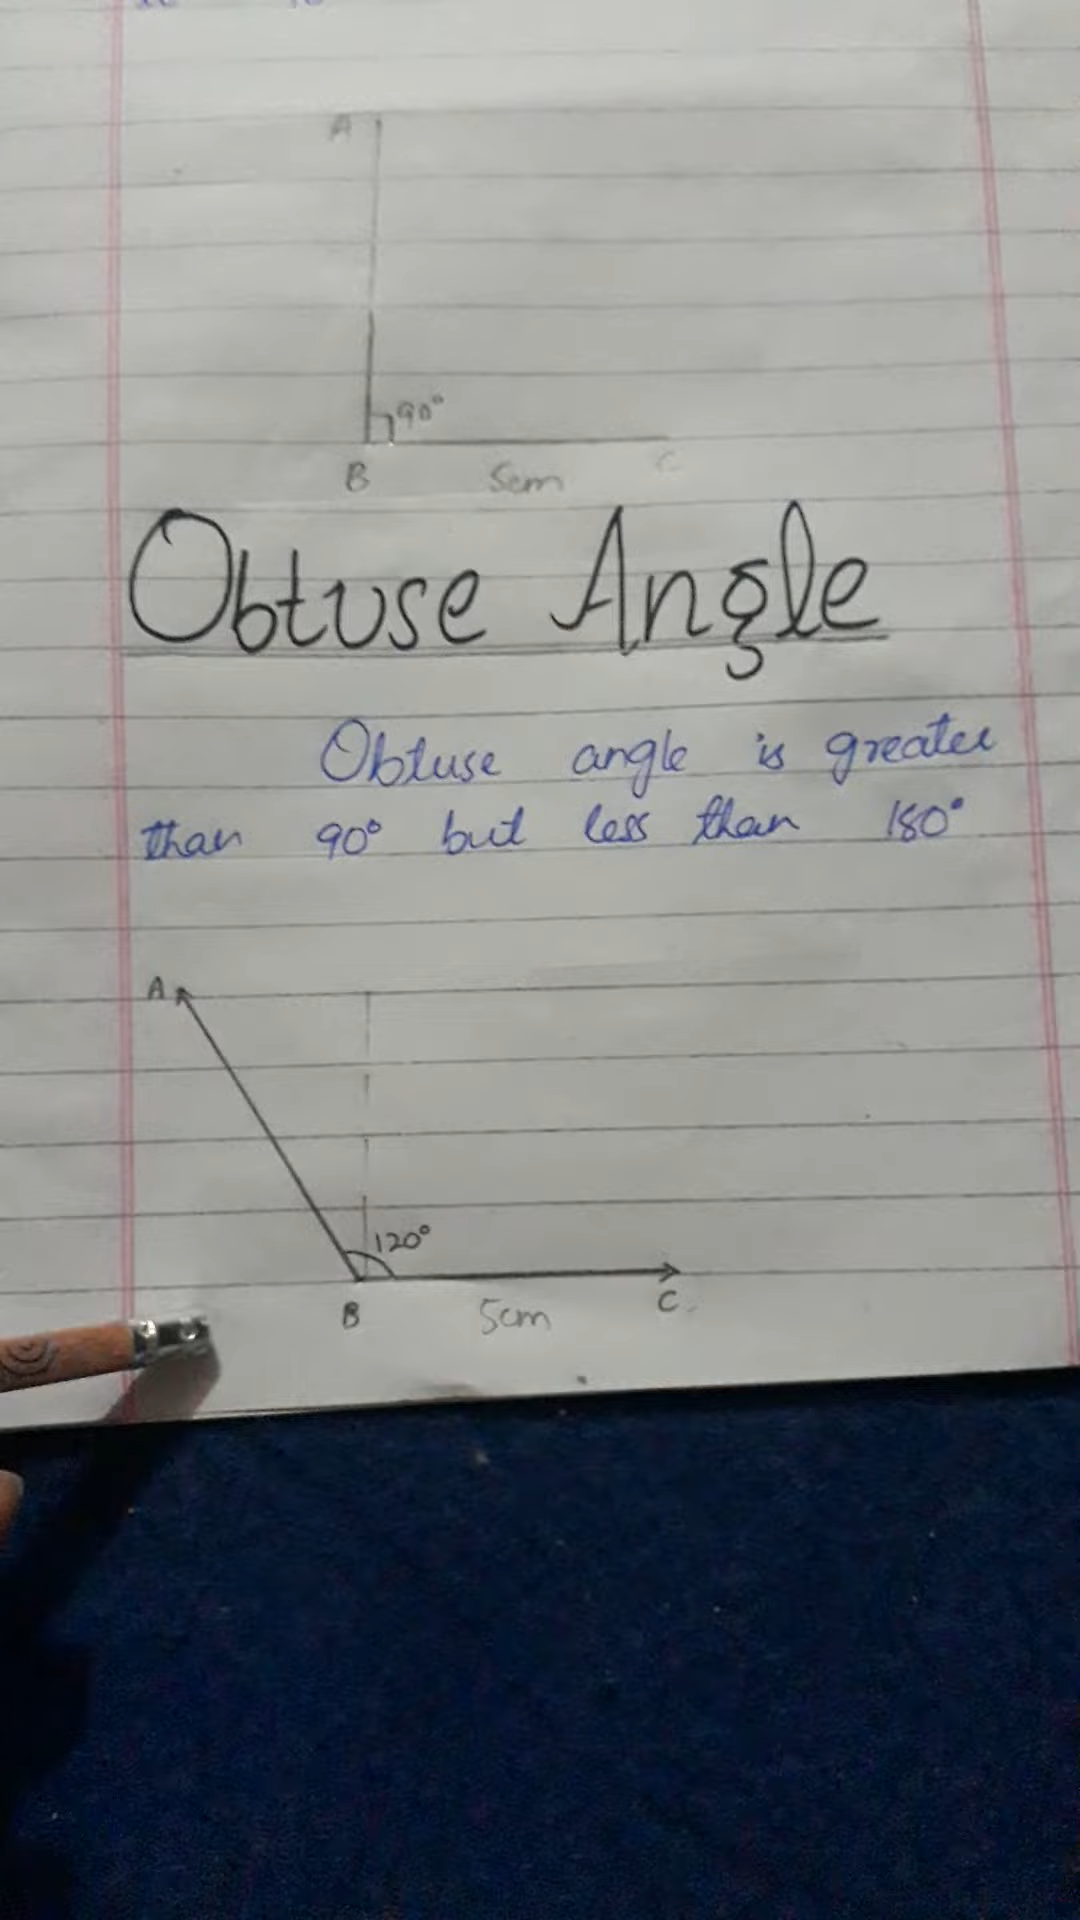 A
90°
B 5cm C
Obtuse Angle
Obtuse angle is greater
than 90° but less than 180°
A
120°
B 5cm C